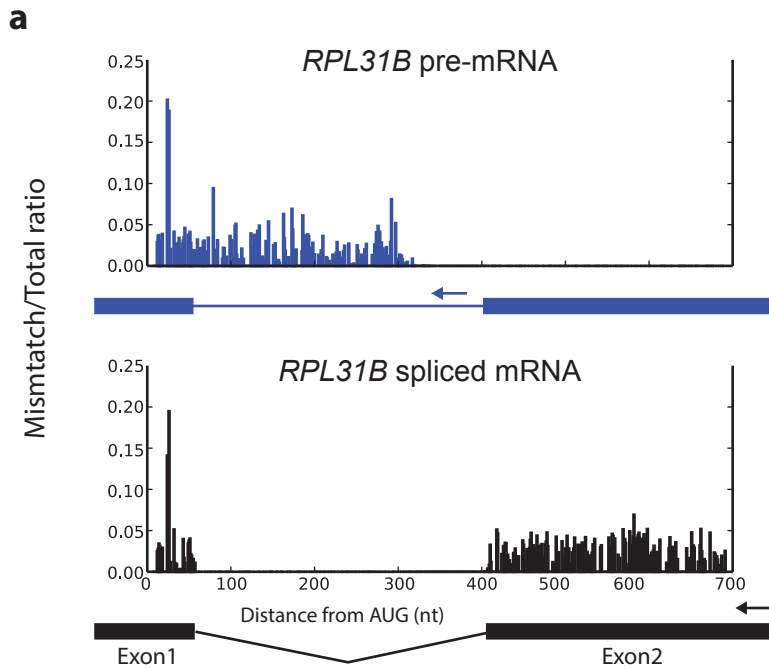 a
RPL31B pre-mRNA
0.25
0.20
0.15
0.10
0.05
0.00
Mismtatch/Total ratio
RPL31B spliced mRNA
0.25
0.20
0.15
0.10
0.05
0.00
0 100 200 300 400 500 600 700
Distance from AUG (nt)
Exon1 Exon2